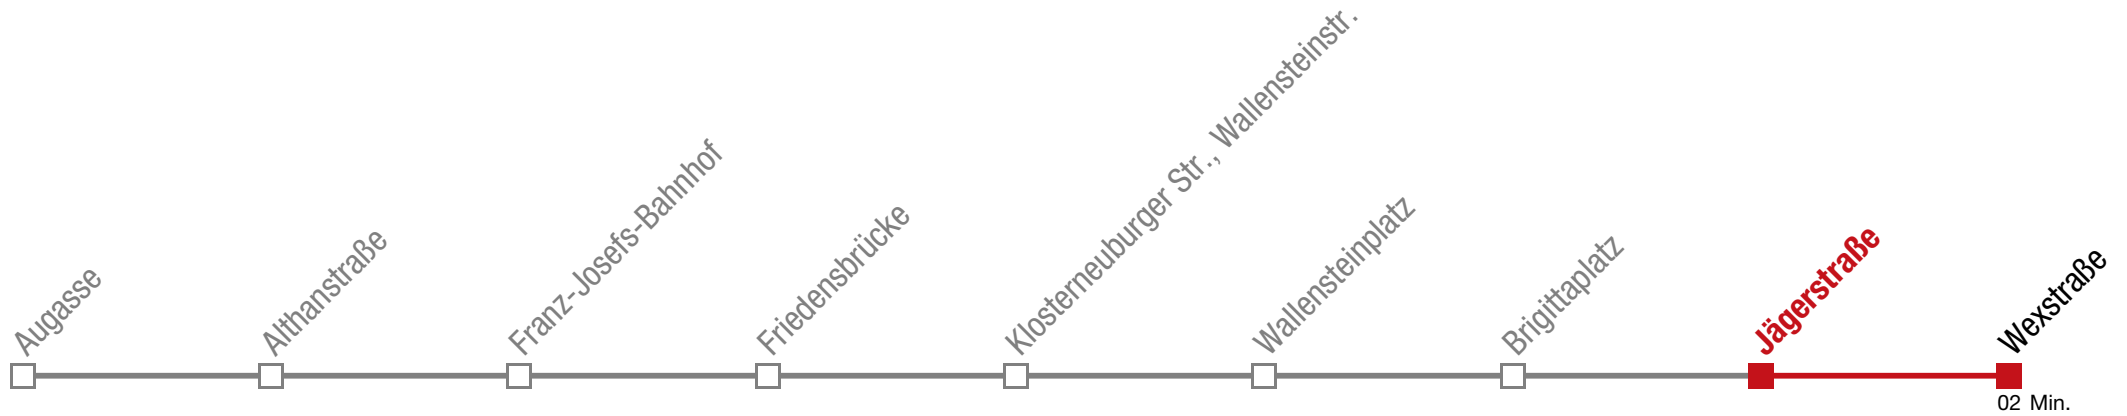 Augasse
Althanstraße
Franz-Josefs-Bahnhof
Friedensbrücke
Klosterneuburger Str., Wallensteinstr.
Wallensteinplatz
Brigittaplatz
Jägerstraße
Wexstraße
02 Min.